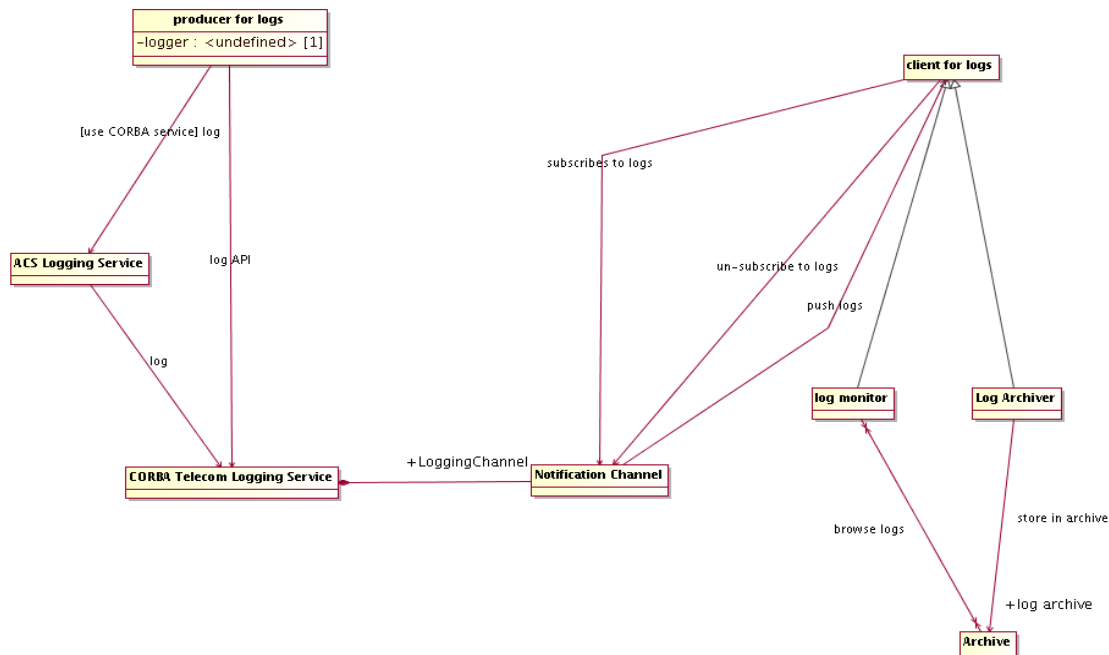 producer for logs
-logger : <undefined> [1]
client for logs
[use CORBA service] log
subscribes to logs
ACS Logging Service
log API
un-subscribe to logs
push logs
log
log monitor
Log Archiver
+LoggingChannel
CORBA Telecom Logging Service
Notification Channel
browse logs
store in archive
+log archive
Archive